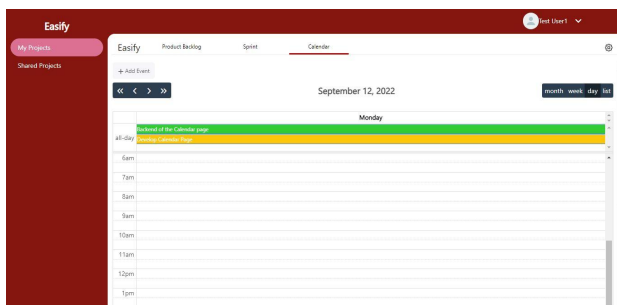 Easify
Test User1
My Projects
Shared Projects
Easify Product Backlog Sprint Calendar
+ Add Event
September 12, 2022
month week day list
Monday
all-day
Backend of the Calendar page
Develop Calendar Page
6am
7am
8am
9am
10am
11am
12pm
1pm